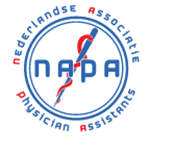 nederlandse Associatie
napa
physician Assistants